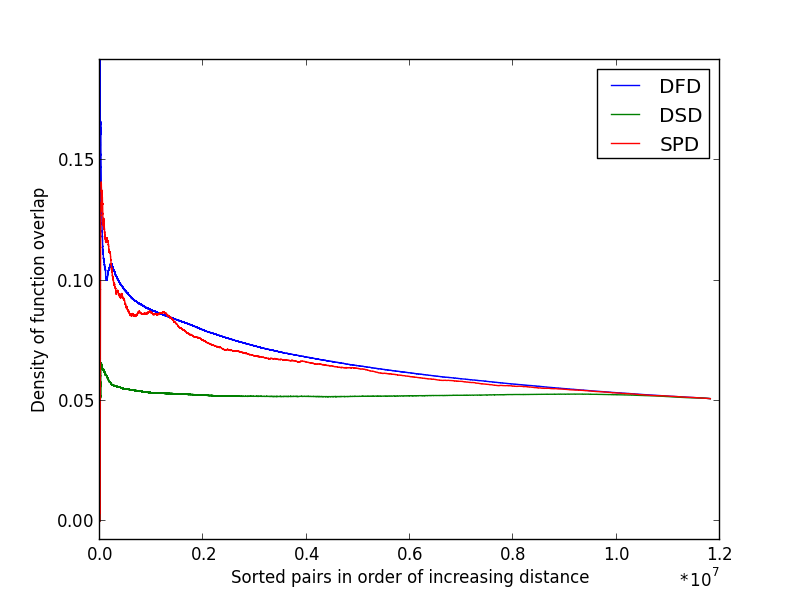 DFD
DSD
SPD
Density of function overlap
0.15
0.10
0.05
0.00
0.0 0.2 0.4 0.6 0.8 1.0 1.2
Sorted pairs in order of increasing distance
*10^7